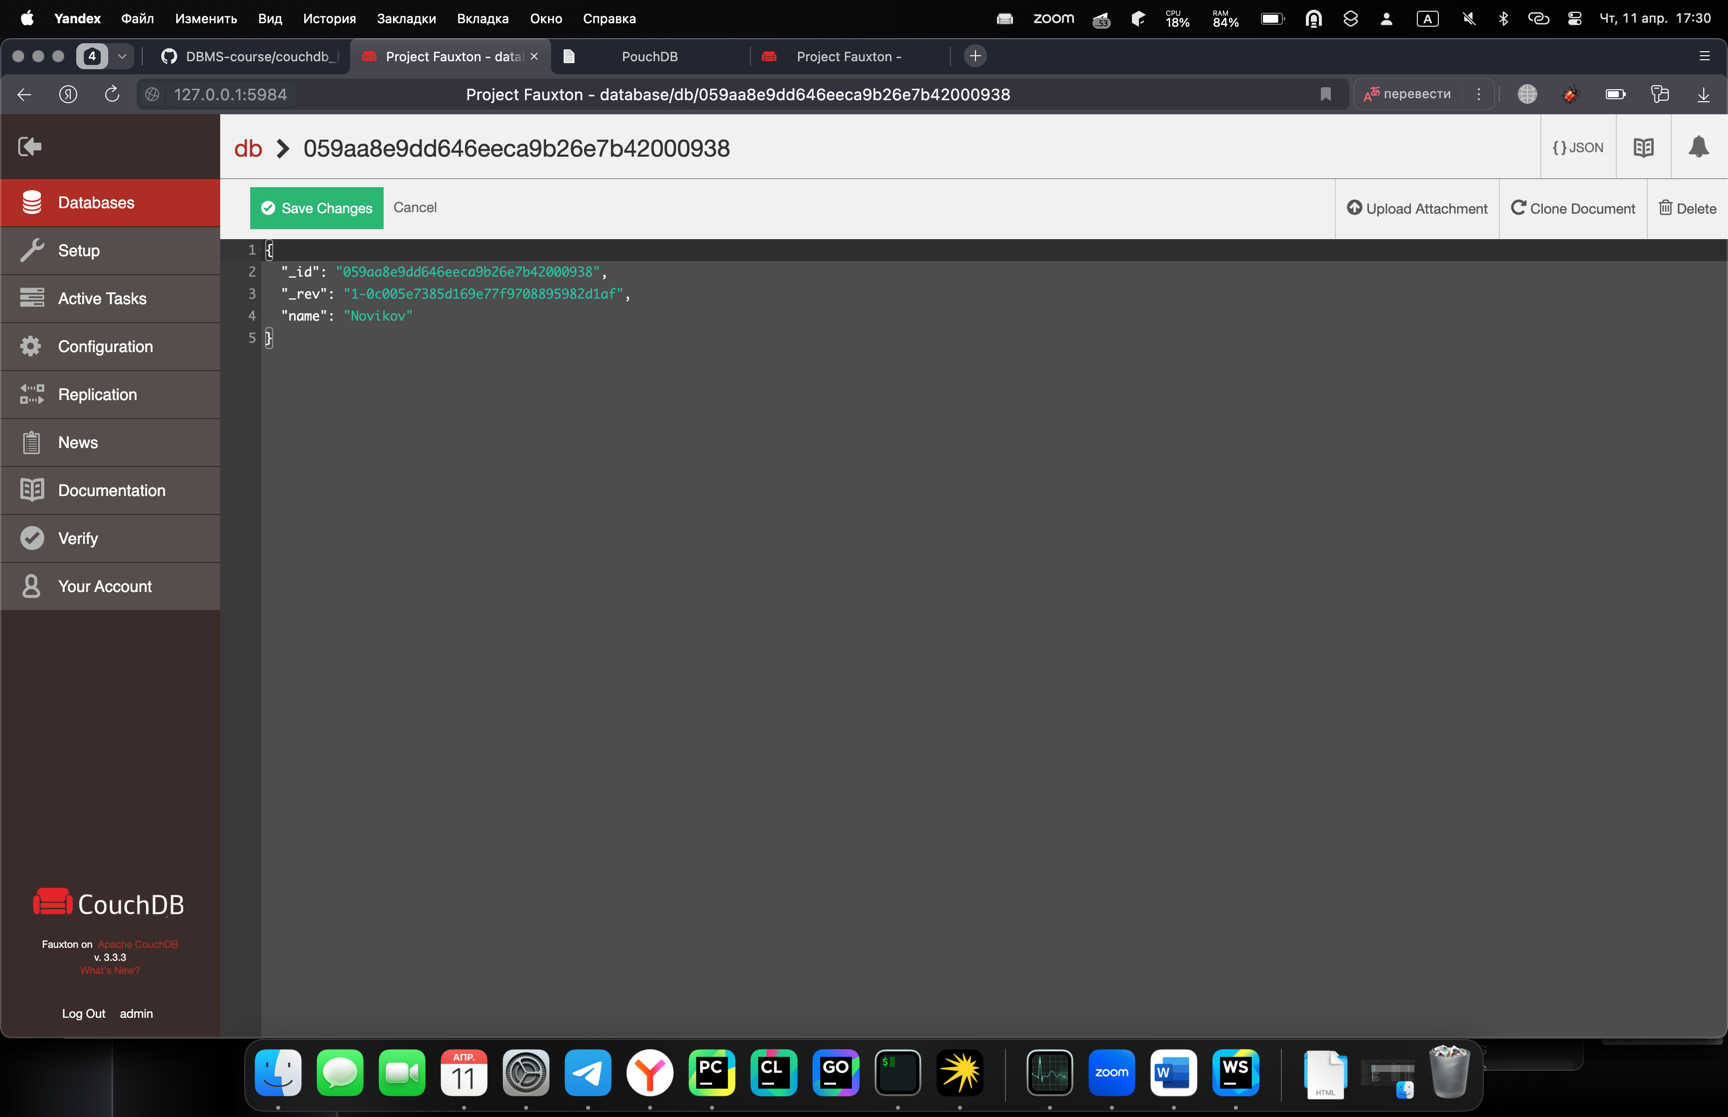 Yandex Файл Изменить Вид История Закладки Вкладка Окно Справка zoom 53 CPU 18% RAM 84% A Чт, 11 апр. 17:30
4 DBMS-course/couchdb_ Project Fauxton - datal PouchDB Project Fauxton -
Я 127.0.0.1:5984 Project Fauxton - database/db/059aa8e9dd646eeca9b26e7b42000938 перевести
db 059aa8e9dd646eeca9b26e7b42000938 {} JSON
Save Changes Cancel Upload Attachment Clone Document Delete
Databases
Setup
Active Tasks
Configuration
Replication
News
Documentation
Verify
Your Account
1 {
2 "_id": "059aa8e9dd646eeca9b26e7b42000938",
3 "_rev": "1-0c005e7385d169e77f9708895982d1af",
4 "name": "Novikov"
5 }
CouchDB
Fauxton on Apache CouchDB
v. 3.3.3
What's New?
Log Out admin
АПР. 11 PC CL GO $ zoom W WS HTML